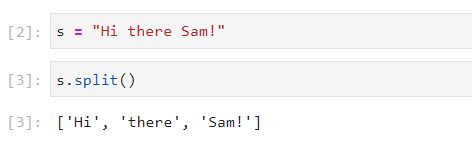 [2]: s = "Hi there Sam!"
[3]: s.split()
[3]: ['Hi', 'there', 'Sam!']